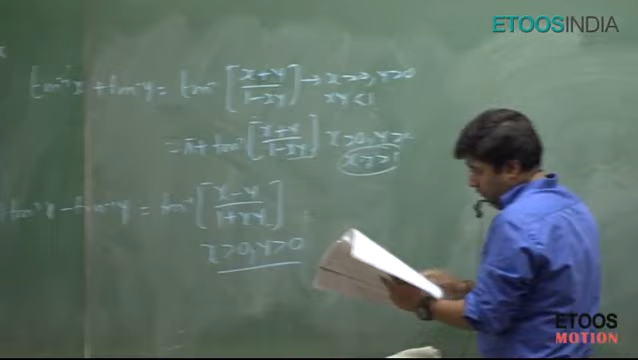 ETOOSINDIA
x
tan⁻¹x + tan⁻¹y = tan⁻¹ [x+y/1-xy] → x>0, y>0
xy<1
= π + tan⁻¹ [x+y/1-xy] x>0, y>0
xy>1
tan⁻¹x - tan⁻¹y = tan⁻¹ [x-y/1+xy]
x>0, y>0
ETOOS
MOTION